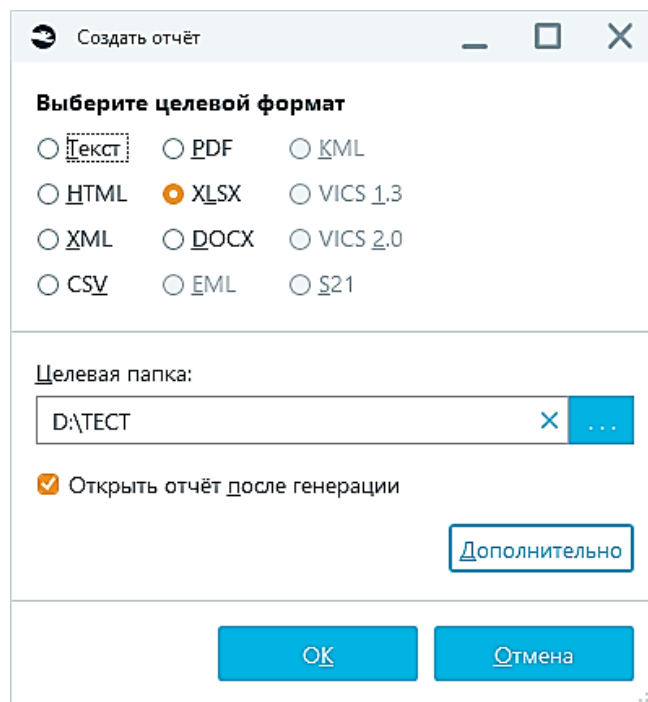 Создать отчёт
Выберите целевой формат
Текст PDF KML
HTML XLSX VICS 1.3
XML DOCX VICS 2.0
CSV EML S21
Целевая папка:
D:\ТЕСТ
...
Открыть отчёт после генерации
Дополнительно
OK Отмена